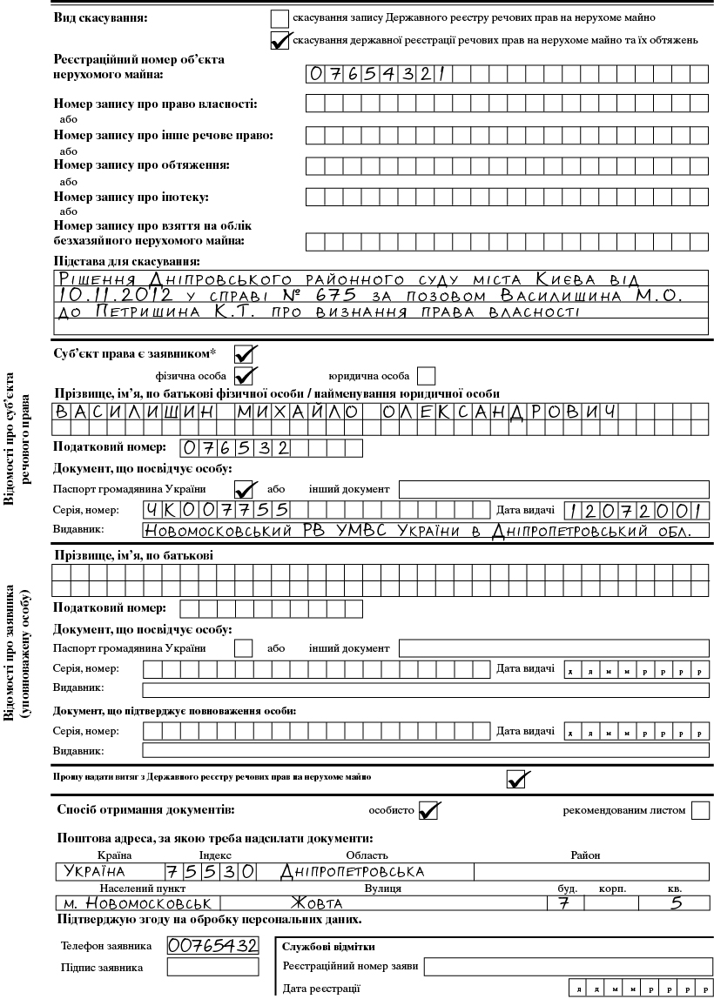 Вид скасування:
скасування запису Державного реєстру речових прав на нерухоме майно
скасування державної реєстрації речових прав на нерухоме майно та їх обтяжень
Реєстраційний номер об’єкта
нерухомого майна: 07654321
Номер запису про право власності:
або
Номер запису про інше речове право:
або
Номер запису про обтяження:
або
Номер запису про іпотеку:
або
Номер запису про взяття на облік
безхазяйного нерухомого майна:
Підстава для скасування:
Рішення Дніпровського районного суду міста Києва від
10.11.2012 у справі № 675 за позовом Василишина М.О.
до Петришина К.Т. про визнання права власності
Відомості про суб’єкта
речового права
Суб’єкт права є заявником*
фізична особа юридична особа
Прізвище, ім’я, по батькові фізичної особи / найменування юридичної особи
ВАСИЛИШИН МИХАЙЛО ОЛЕКСАНДРОВИЧ
Податковий номер: 076532
Документ, що посвідчує особу:
Паспорт громадянина України або інший документ
Серія, номер: ЧК007755 Дата видачі 12072001
Видавник: Новомосковський РВ УМВС України в Дніпропетровський обл.
Відомості про заявника
(уповноважену особу)
Прізвище, ім’я, по батькові
Податковий номер:
Документ, що посвідчує особу:
Паспорт громадянина України або інший документ
Серія, номер: Дата видачі д д м м р р р р
Видавник:
Документ, що підтверджує повноваження особи:
Серія, номер: Дата видачі д д м м р р р р
Видавник:
Прошу надати витяг з Державного реєстру речових прав на нерухоме майно
Спосіб отримання документів: особисто рекомендованим листом
Поштова адреса, за якою треба надсилати документи:
Країна Індекс Область Район
Україна 75530 Дніпропетровська
Населений пункт Вулиця буд. корп. кв.
м. Новомосковськ Жовта 7 5
Підтверджую згоду на обробку персональних даних.
Телефон заявника 00765432 Службові відмітки
Підпис заявника Реєстраційний номер заяви
Дата реєстрації д д м м р р р р